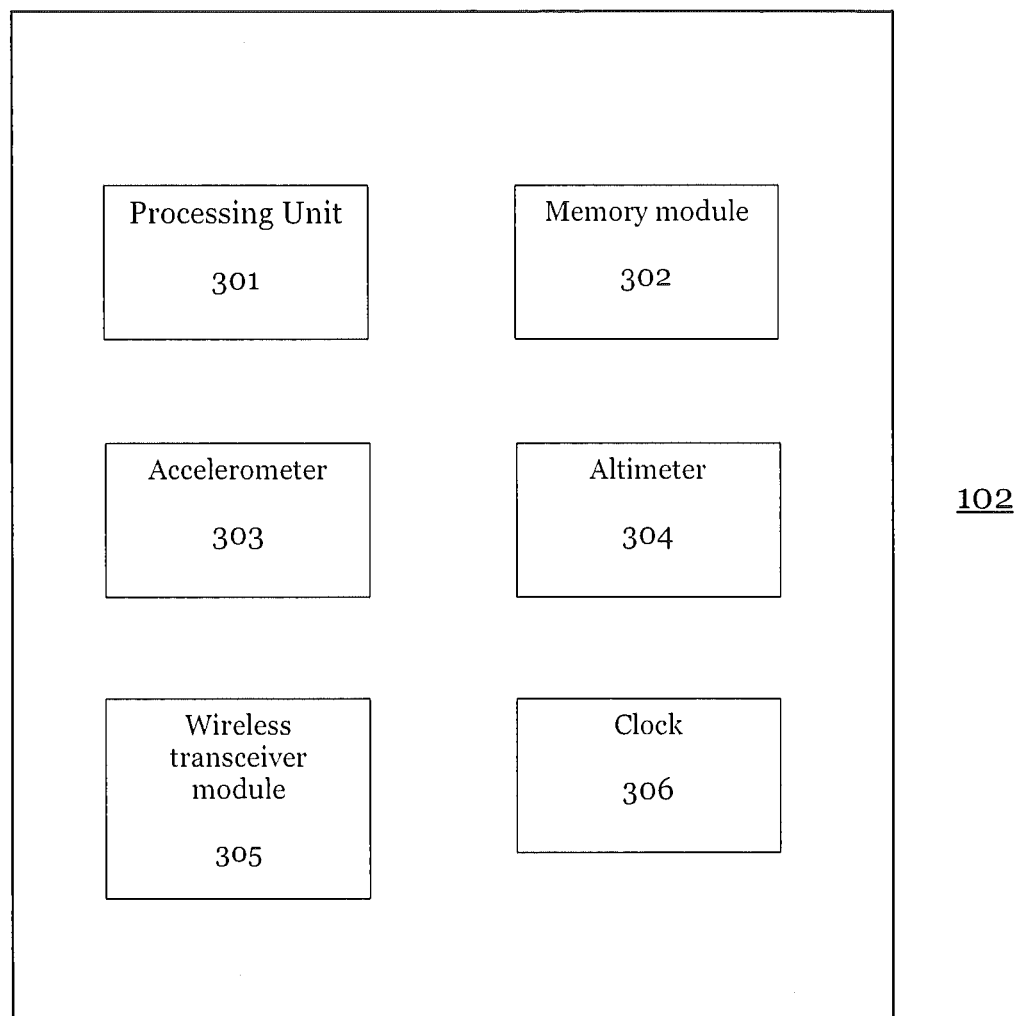 Processing Unit
301
Memory module
302
Accelerometer
303
Altimeter
304
102
Wireless
transceiver
module
305
Clock
306